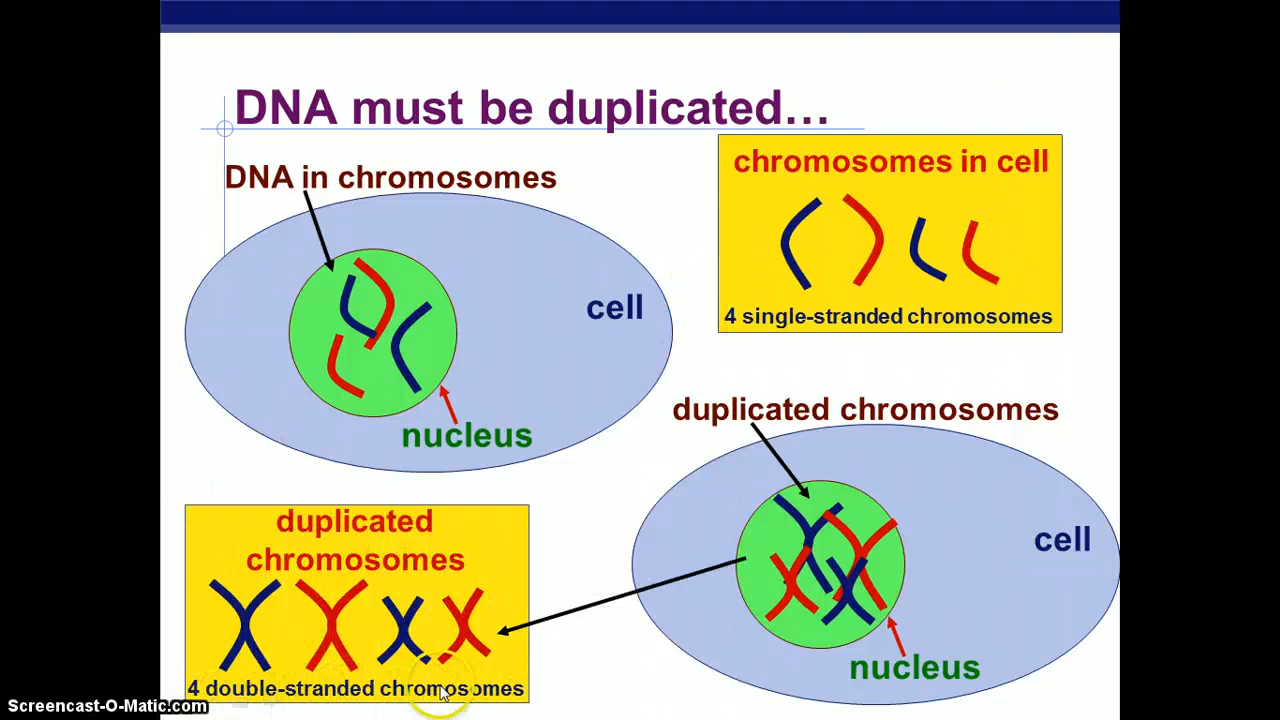 DNA must be duplicated…
DNA in chromosomes
cell
nucleus
chromosomes in cell
4 single-stranded chromosomes
duplicated chromosomes
cell
nucleus
duplicated
chromosomes
4 double-stranded chromosomes
Screencast-O-Matic.com